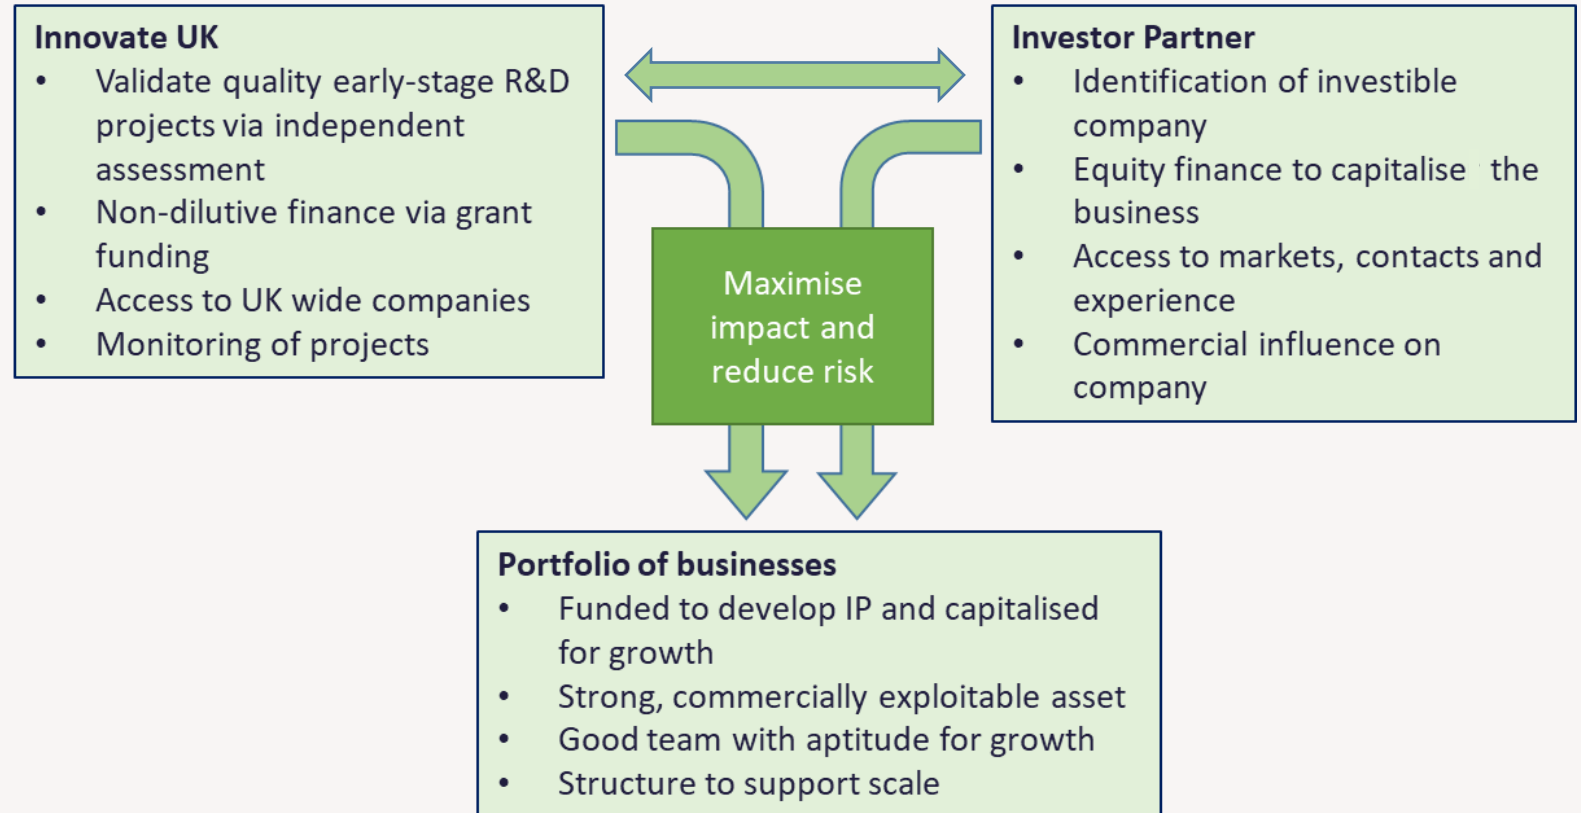 Innovate UK
• Validate quality early-stage R&D
projects via independent
assessment
• Non-dilutive finance via grant
funding
• Access to UK wide companies
• Monitoring of projects
Investor Partner
• Identification of investible
company
• Equity finance to capitalise the
business
• Access to markets, contacts and
experience
• Commercial influence on
company
Maximise
impact and
reduce risk
Portfolio of businesses
• Funded to develop IP and capitalised
for growth
• Strong, commercially exploitable asset
• Good team with aptitude for growth
• Structure to support scale